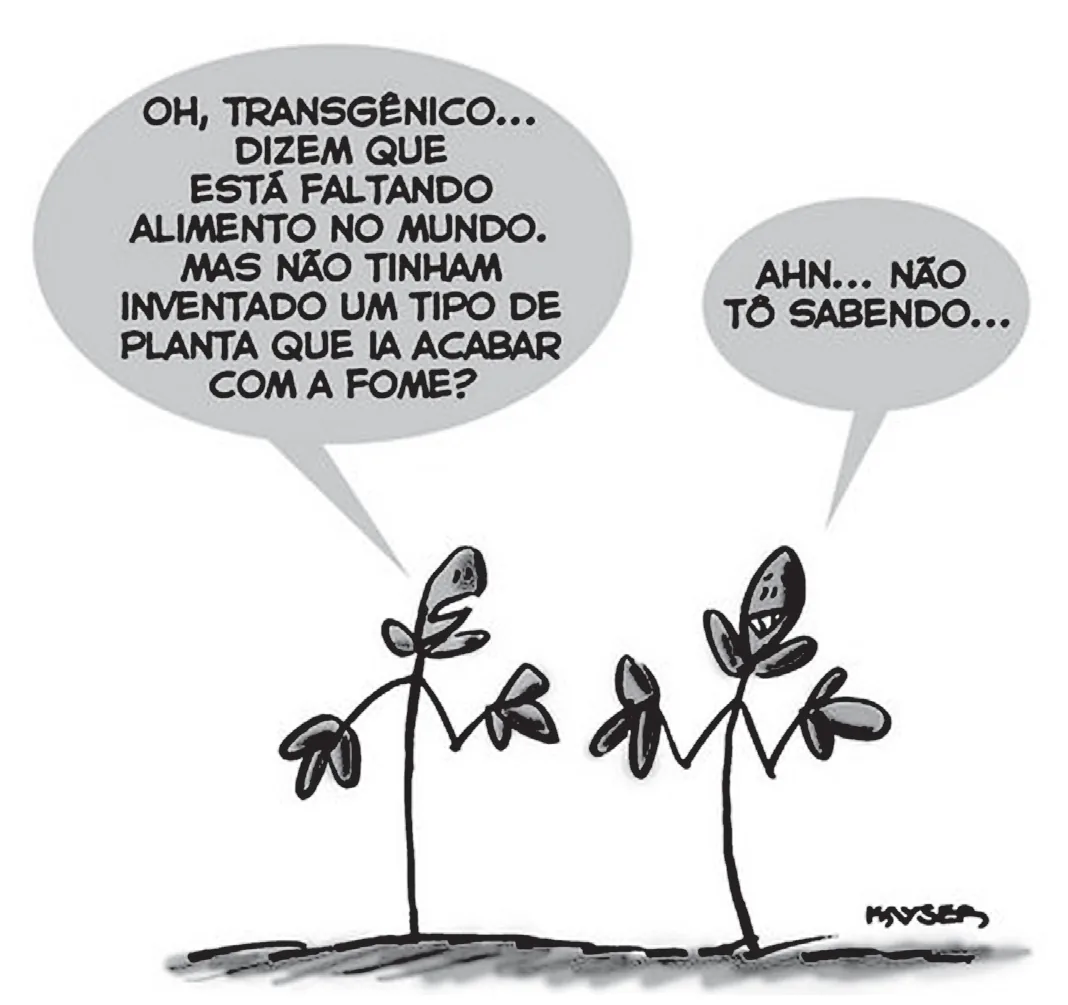 OH, TRANSGÊNICO...
DIZEM QUE
ESTÁ FALTANDO
ALIMENTO NO MUNDO.
MAS NÃO TINHAM
INVENTADO UM TIPO DE
PLANTA QUE IA ACABAR
COM A FOME?
AHN... NÃO
TÔ SABENDO...
KAYSER